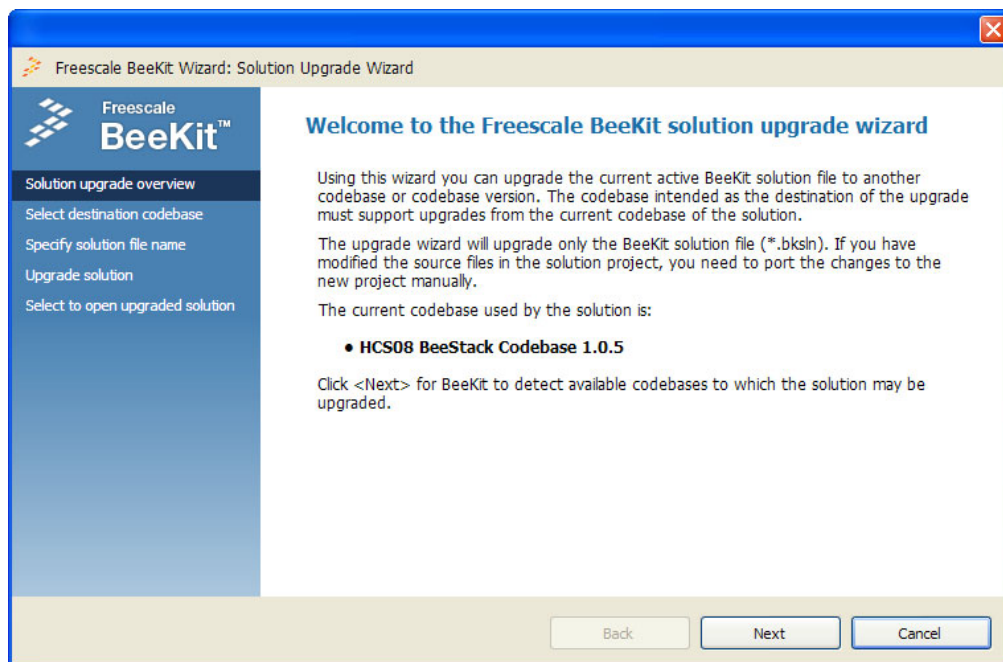 Freescale BeeKit Wizard: Solution Upgrade Wizard
Freescale
BeeKit™
Solution upgrade overview
Select destination codebase
Specify solution file name
Upgrade solution
Select to open upgraded solution
Welcome to the Freescale BeeKit solution upgrade wizard
Using this wizard you can upgrade the current active BeeKit solution file to another
codebase or codebase version. The codebase intended as the destination of the upgrade
must support upgrades from the current codebase of the solution.
The upgrade wizard will upgrade only the BeeKit solution file (*.bksln). If you have
modified the source files in the solution project, you need to port the changes to the
new project manually.
The current codebase used by the solution is:
• HCS08 BeeStack Codebase 1.0.5
Click <Next> for BeeKit to detect available codebases to which the solution may be
upgraded.
Back
Next
Cancel